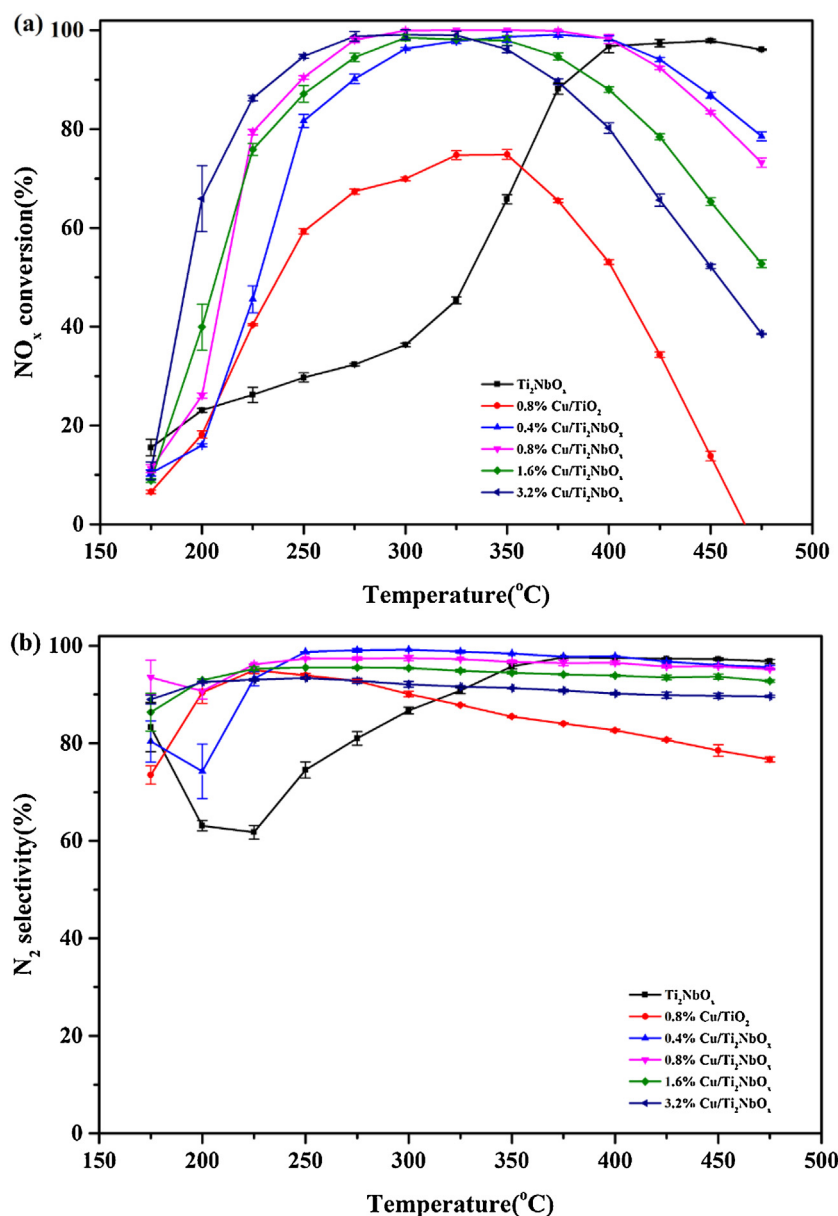 (a)
100
80
60
40
20
0
NOx conversion(%)
Ti2NbOx
0.8% Cu/TiO2
0.4% Cu/Ti2NbOx
0.8% Cu/Ti2NbOx
1.6% Cu/Ti2NbOx
3.2% Cu/Ti2NbOx
150 200 250 300 350 400 450 500
Temperature(oC)
(b)
100
80
60
40
20
0
N2 selectivity(%)
Ti2NbOx
0.8% Cu/TiO2
0.4% Cu/Ti2NbOx
0.8% Cu/Ti2NbOx
1.6% Cu/Ti2NbOx
3.2% Cu/Ti2NbOx
150 200 250 300 350 400 450 500
Temperature(oC)